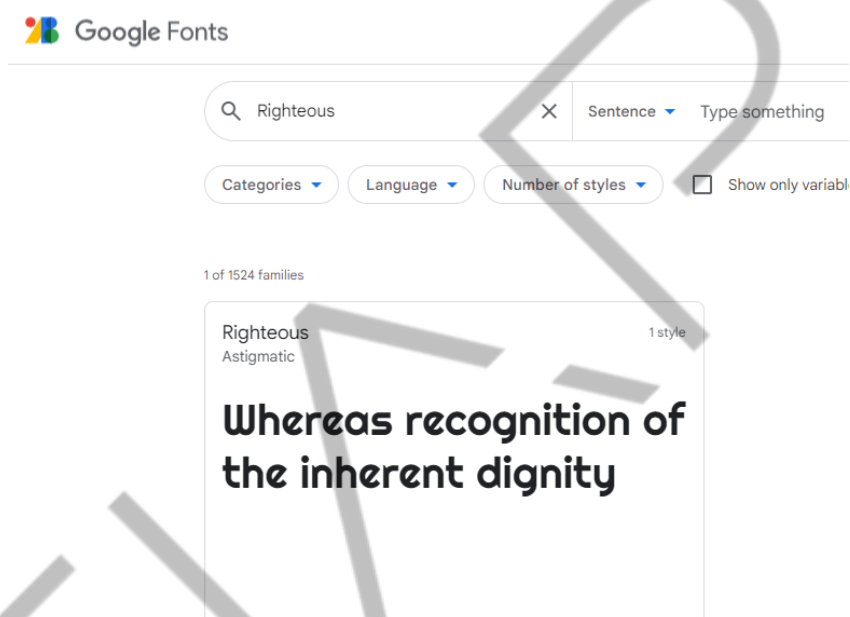 Google Fonts
Righteous Sentence Type something
Categories Language Number of styles Show only variabl
1 of 1524 families
Righteous 1 style
Astigmatic
Whereas recognition of
the inherent dignity